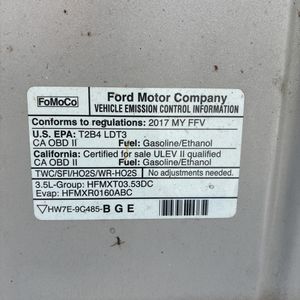 FoMoCo
Ford Motor Company
VEHICLE EMISSION CONTROL INFORMATION
Conforms to regulations: 2017 MY FFV
U.S. EPA: T2B4 LDT3
CA OBD II Fuel: Gasoline/Ethanol
California: Certified for sale ULEV II qualified
CA OBD II Fuel: Gasoline/Ethanol
TWC/SFI/HO2S/WR-HO2S No adjustments needed.
3.5L-Group: HFMXT03.53DC
Evap: HFMXR0160ABC
HW7E-9C485-BGE